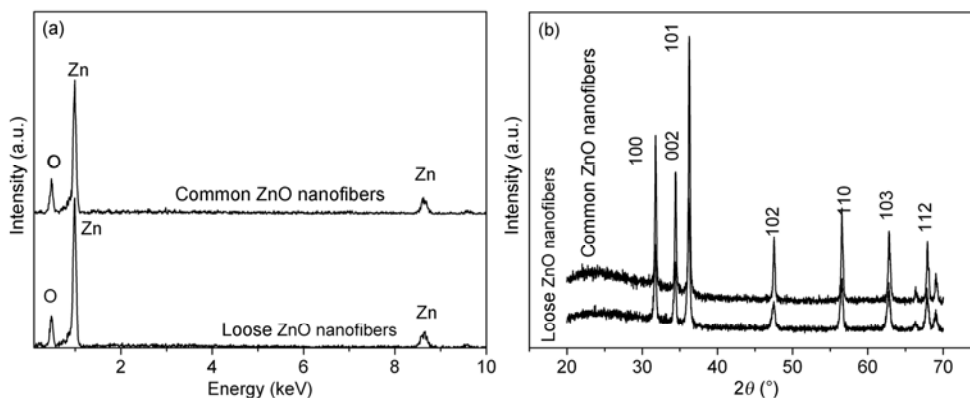 (a)
Zn
O
Common ZnO nanofibers
Zn
Zn
O
Loose ZnO nanofibers
Zn
Intensity (a.u.)
2
4
6
8
10
Energy (keV)
(b)
101
100
002
102
110
103
112
Loose ZnO nanofibers
Common ZnO nanofibers
Intensity (a.u.)
20
30
40
50
60
70
2θ (°)